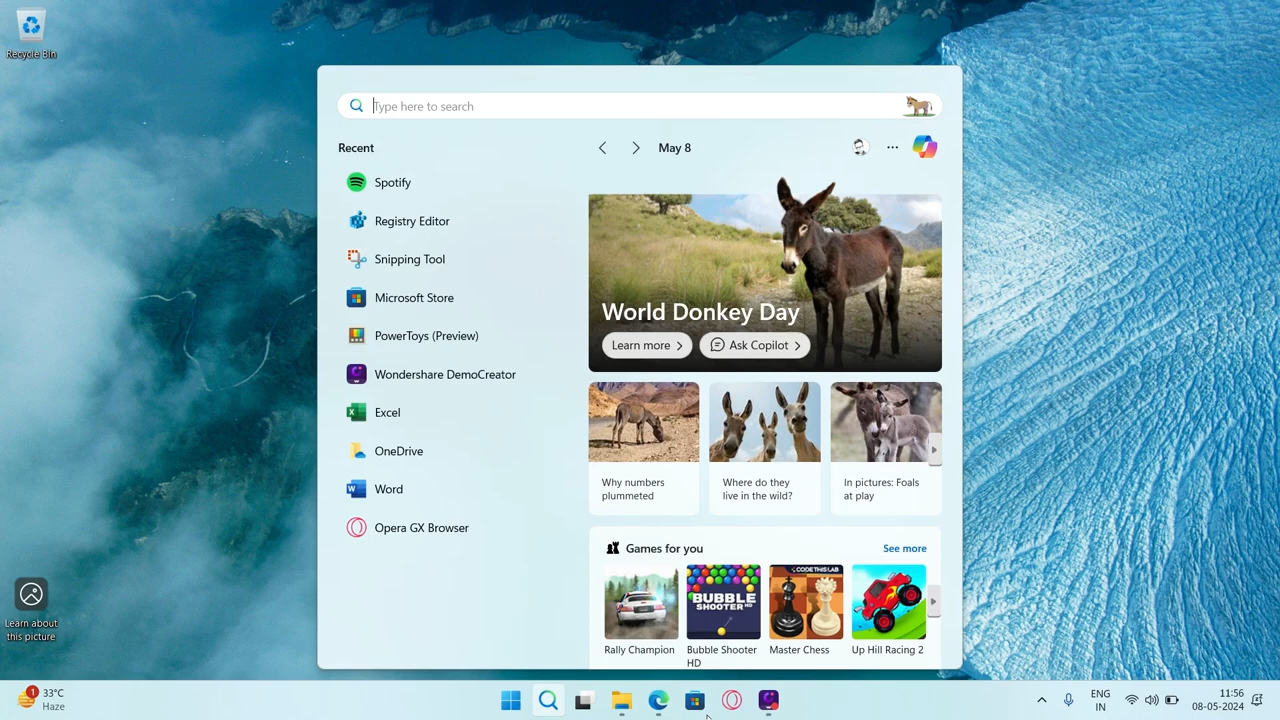 Recycle Bin
Type here to search
Recent
May 8
Spotify
Registry Editor
Snipping Tool
Microsoft Store
PowerToys (Preview)
Wondershare DemoCreator
Excel
OneDrive
Word
Opera GX Browser
World Donkey Day
Learn more
Ask Copilot
Why numbers
plummeted
Where do they
live in the wild?
In pictures: Foals
at play
Games for you
See more
BUBBLE
SHOOTER HD
CODE THIS LAB
Rally Champion
Bubble Shooter
HD
Master Chess
Up Hill Racing 2
Learn about
this picture
1
33°C
Haze
ENG
IN
11:56
08-05-2024